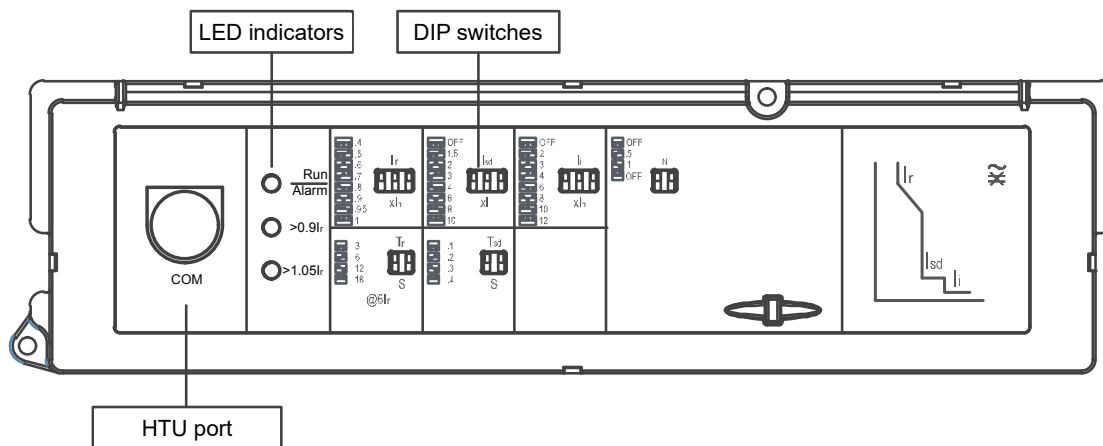 LED indicators
DIP switches
COM
Run
Alarm
>0.9Ir
>1.05Ir
.4
.5
.6
.7
.8
.9
.95
1
Ir
xIn
OFF
1.5
2
3
4
6
8
10
Isd
xI
OFF
2
3
4
6
8
10
12
Ii
xIn
OFF
.5
1
OFF
N
3
6
12
18
Tr
S
@6Ir
.1
.2
.3
.4
Tsd
S
Ir
Isd
Ii
HTU port